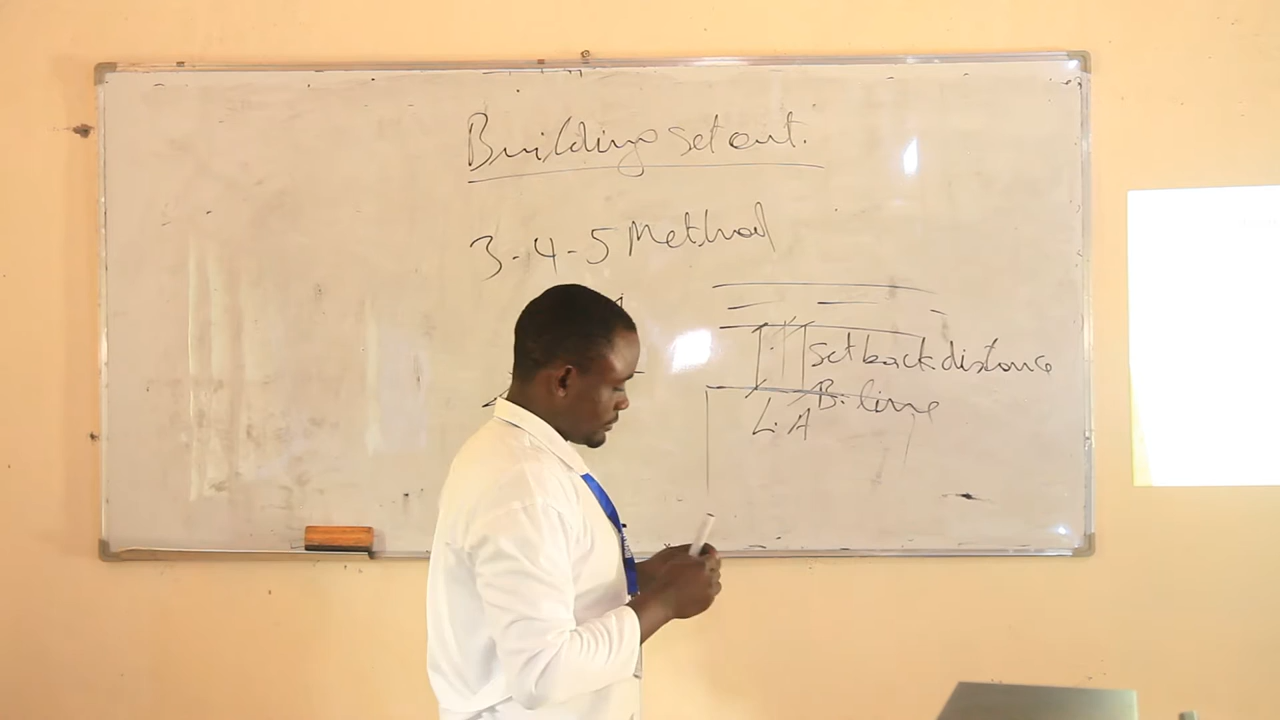 Building set out.
3-4-5 Method
Set back distance
B. line
L. A